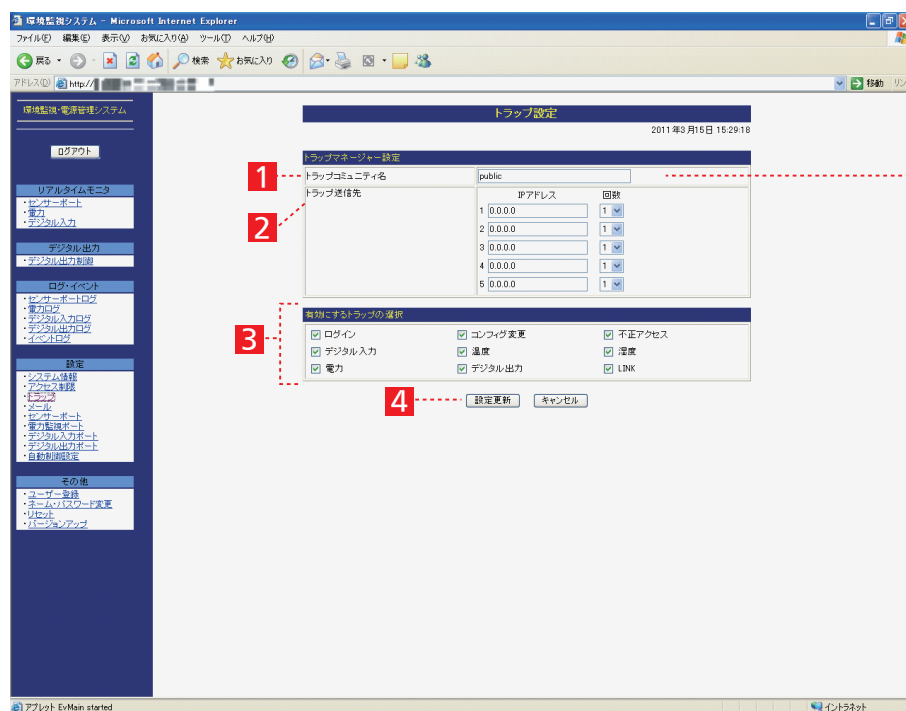 環境監視システム - Microsoft Internet Explorer
ファイル(F) 編集(E) 表示(V) お気に入り(A) ツール(T) ヘルプ(H)
戻る 検索 お気に入り
アドレス(D) http:// 移動 リン
環境監視・電源管理システム
ログアウト
リアルタイムモニタ
・センサーポート
・電力
・デジタル入力
デジタル出力
・デジタル出力制御
ログ・イベント
・センサーポートログ
・電力ログ
・デジタル入力ログ
・デジタル出力ログ
・イベントログ
設定
・システム情報
・アクセス制限
・トラップ
・メール
・センサーポート
・電力監視ポート
・デジタル入力ポート
・デジタル出力ポート
・自動制御設定
その他
・ユーザー登録
・ネーム・パスワード変更
・リセット
・バージョンアップ
トラップ設定
2011年3月15日 15:29:18
トラップマネージャー設定
1 トラップコミュニティ名 public
2 トラップ送信先 IPアドレス 回数
1 0.0.0.0 1
2 0.0.0.0 1
3 0.0.0.0 1
4 0.0.0.0 1
5 0.0.0.0 1
3 有効にするトラップの選択
ログイン コンフィグ変更 不正アクセス
デジタル入力 温度 湿度
電力 デジタル出力 LINK
4 設定更新 キャンセル
アプレット EvMain started イントラネット